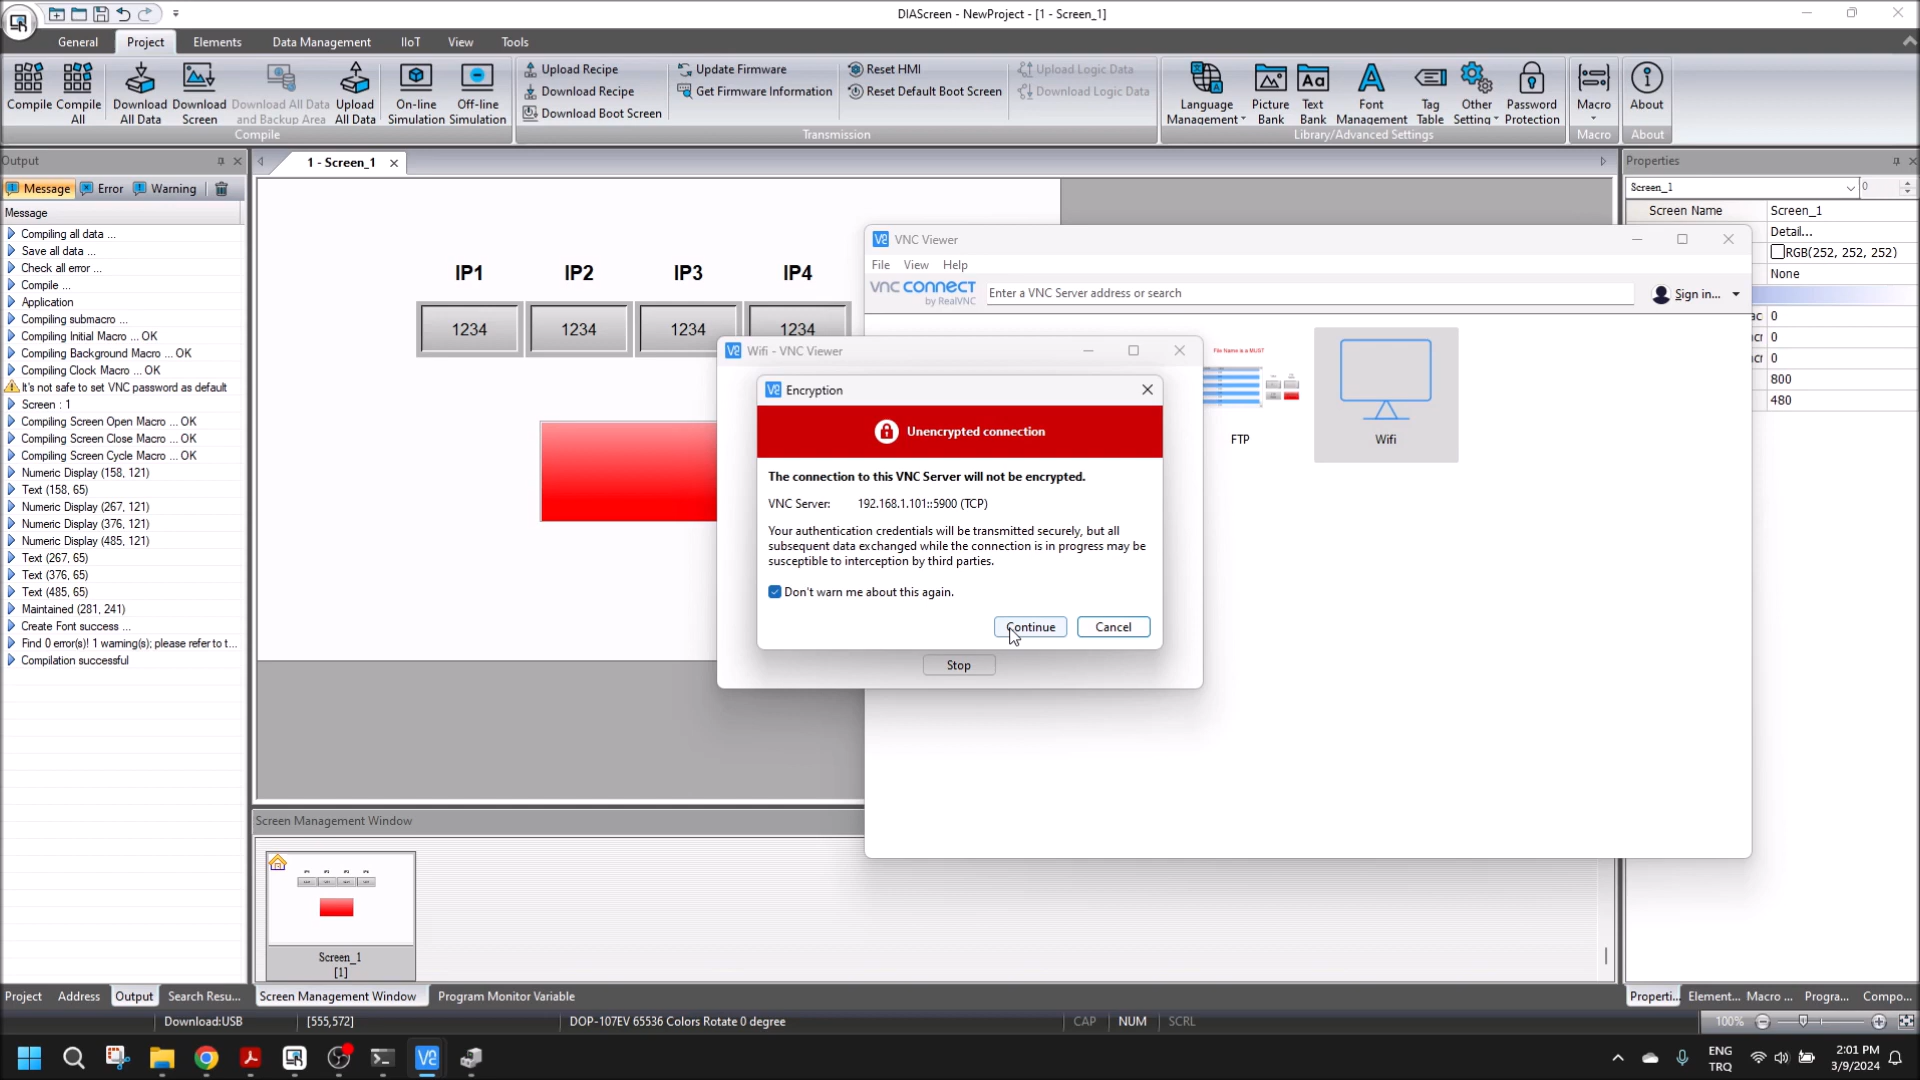 DIAScreen - NewProject - [1 - Screen_1]
General Project Elements Data Management IIoT View Tools
Compile
Compile All
Download All Data
Download Screen
Download All Data and Backup Area
Upload All Data
On-line Simulation
Off-line Simulation
Compile
Upload Recipe
Download Recipe
Download Boot Screen
Update Firmware
Get Firmware Information
Reset HMI
Reset Default Boot Screen
Upload Logic Data
Download Logic Data
Transmission
Language Management
Picture Bank
Text Bank
Font Management
Tag Table
Other Setting
Password Protection
Library/Advanced Settings
Macro
Macro
About
About
Output
Message Error Warning
Message
Compiling all data ...
Save all data ...
Check all error ...
Compile ...
Application
Compiling submacro ...
Compiling Initial Macro ... OK
Compiling Background Macro ... OK
Compiling Clock Macro ... OK
It's not safe to set VNC password as default
Screen : 1
Compiling Screen Open Macro ... OK
Compiling Screen Close Macro ... OK
Compiling Screen Cycle Macro ... OK
Numeric Display (158, 121)
Text (158, 65)
Numeric Display (267, 121)
Numeric Display (376, 121)
Numeric Display (485, 121)
Text (267, 65)
Text (376, 65)
Text (485, 65)
Maintained (281, 241)
Create Font success ...
Find 0 error(s)! 1 warning(s); please refer to t...
Compilation successful
1 - Screen_1
IP1 IP2 IP3 IP4
1234 1234 1234 1234
VNC Viewer
File View Help
VNC CONNECT
by RealVNC
Enter a VNC Server address or search
Sign in...
File Name is a MUST
FTP
Wifi
Wifi - VNC Viewer
Encryption
Unencrypted connection
The connection to this VNC Server will not be encrypted.
VNC Server: 192.168.1.101::5900 (TCP)
Your authentication credentials will be transmitted securely, but all
subsequent data exchanged while the connection is in progress may be
susceptible to interception by third parties.
Don't warn me about this again.
Continue Cancel
Stop
Properties
Screen_1 0
Screen Name Screen_1
Detail...
RGB(252, 252, 252)
None
0
0
0
800
480
Screen Management Window
Screen_1
[1]
Project Address Output Search Resu...
Screen Management Window Program Monitor Variable
Properti... Element... Macro ... Progra... Compo...
Download:USB [555,572] DOP-107EV 65536 Colors Rotate 0 degree CAP NUM SCRL 100%
ENG
TRQ
2:01 PM
3/9/2024